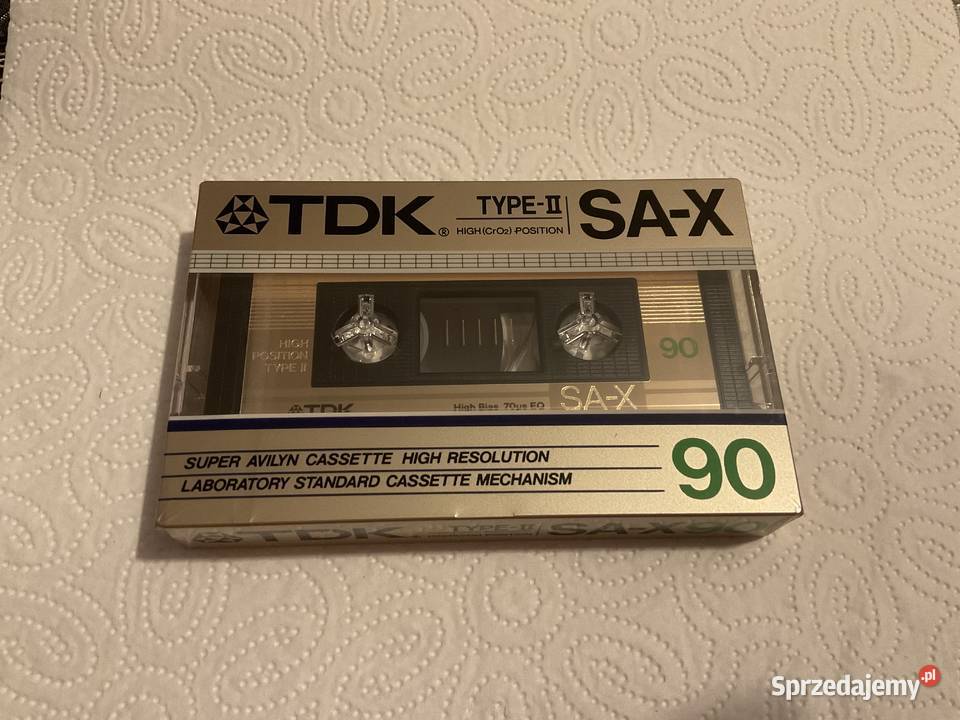 TDK® TYPE-II SA-X
HIGH (CrO₂)-POSITION
HIGH
POSITION
TYPE II
90
TDK High Bias 70µs EQ SA-X
SUPER AVILYN CASSETTE HIGH RESOLUTION
LABORATORY STANDARD CASSETTE MECHANISM
90
TDK TYPE-II SA-X90
Sprzedajemy.pl